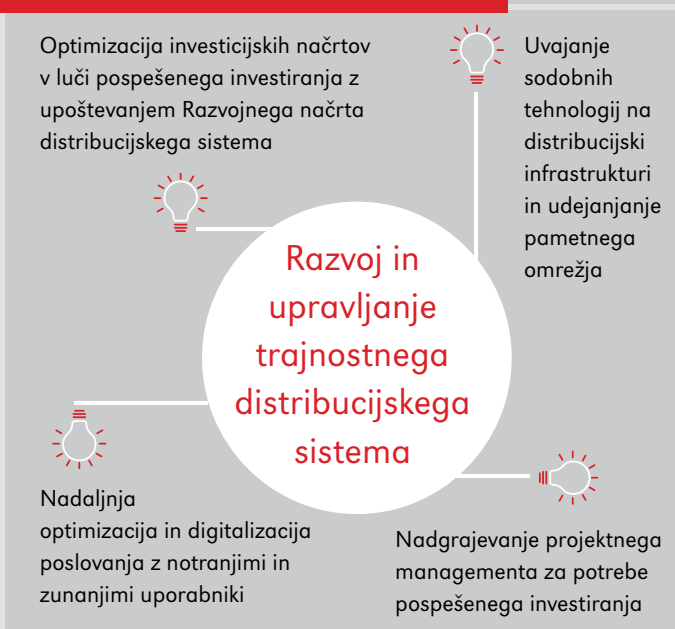 Optimizacija investicijskih načrtov
v luči pospešenega investiranja z
upoštevanjem Razvojnega načrta
distribucijskega sistema
Uvajanje
sodobnih
tehnologij na
distribucijski
infrastrukturi
in udejanjanje
pametnega
omrežja
Razvoj in
upravljanje
trajnostnega
distribucijskega
sistema
Nadaljnja
optimizacija in digitalizacija
poslovanja z notranjimi in
zunanjimi uporabniki
Nadgrajevanje projektnega
managementa za potrebe
pospešenega investiranja